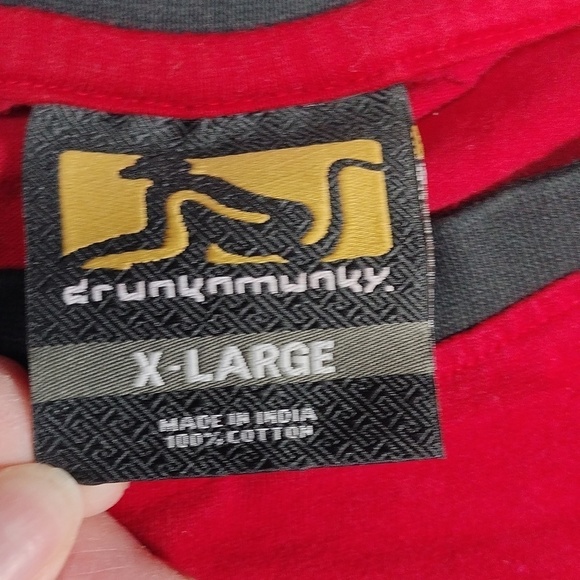 drunknmunky.
X-LARGE
MADE IN INDIA
100% COTTON